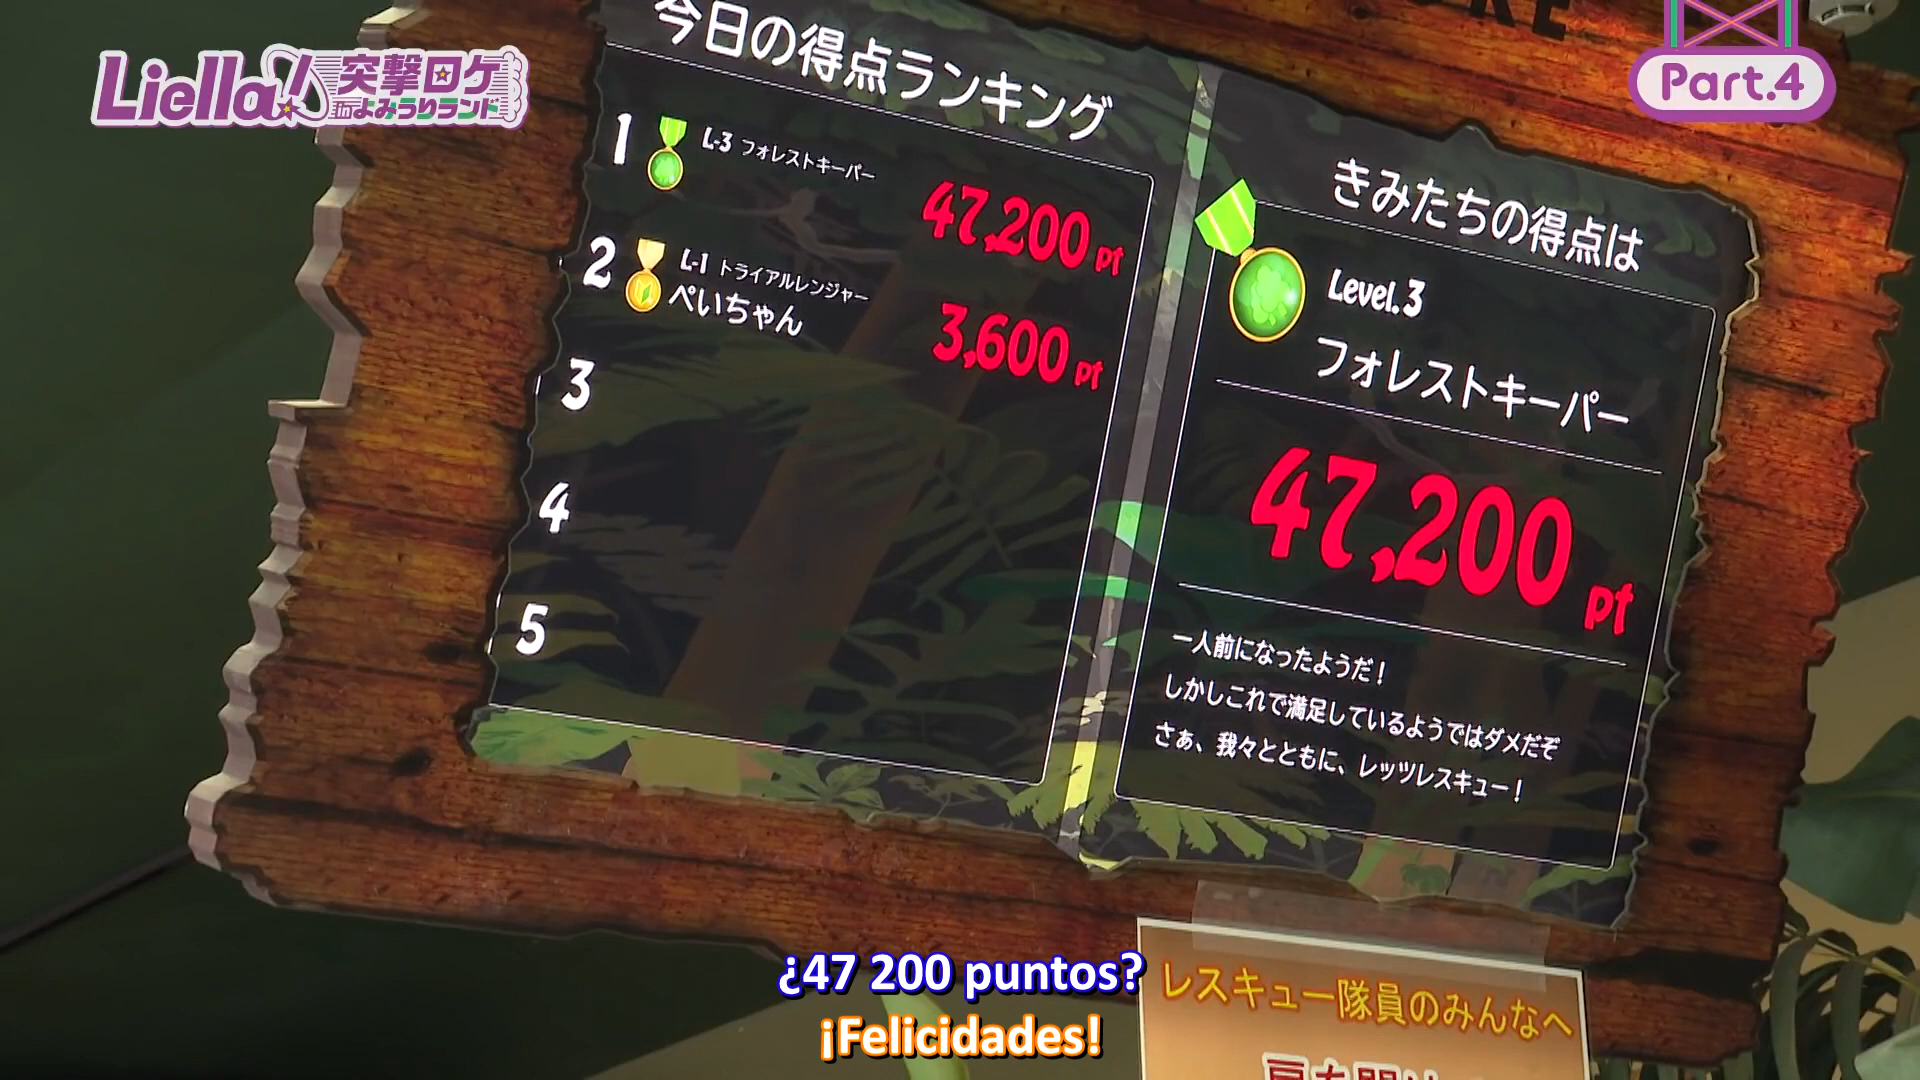 Liella! 突撃ロケ
inよみうりランド
Part.4
今日の得点ランキング
1 L-3 フォレストキーパー
47,200 pt
2 L-1 トライアルレンジャー
ぺいちゃん
3,600 pt
3
4
5
きみたちの得点は
Level.3
フォレストキーパー
47,200 pt
一人前になったようだ!
しかしこれで満足しているようではダメだぞ
さぁ、我々とともに、レッツレスキュー!
レスキュー隊員のみんなへ
¿47 200 puntos?
¡Felicidades!